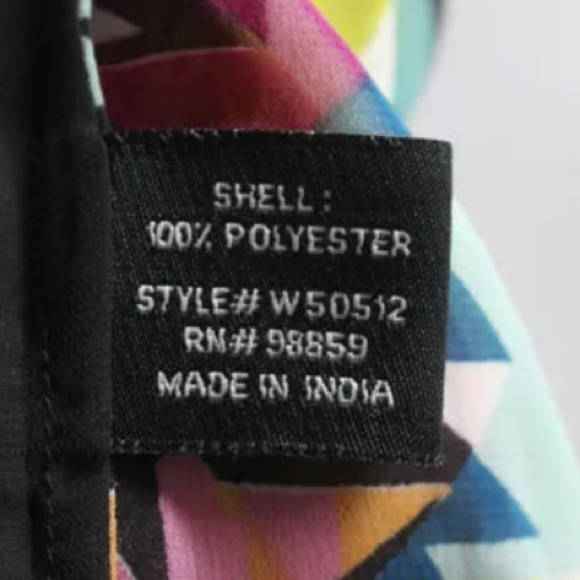 SHELL:
100% POLYESTER
STYLE# W50512
RN# 98859
MADE IN INDIA